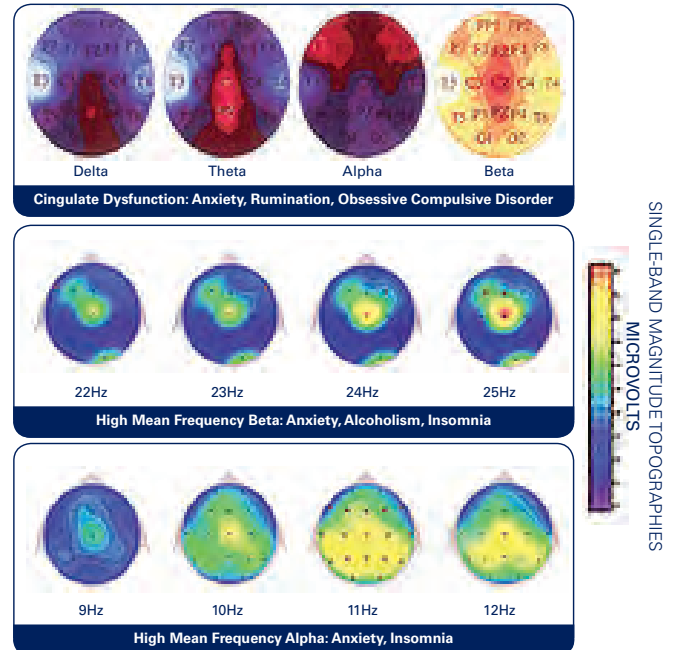 Delta Theta Alpha Beta
Cingulate Dysfunction: Anxiety, Rumination, Obsessive Compulsive Disorder
22Hz 23Hz 24Hz 25Hz
High Mean Frequency Beta: Anxiety, Alcoholism, Insomnia
9Hz 10Hz 11Hz 12Hz
High Mean Frequency Alpha: Anxiety, Insomnia
MICROVOLTS
SINGLE-BAND MAGNITUDE TOPOGRAPHIES